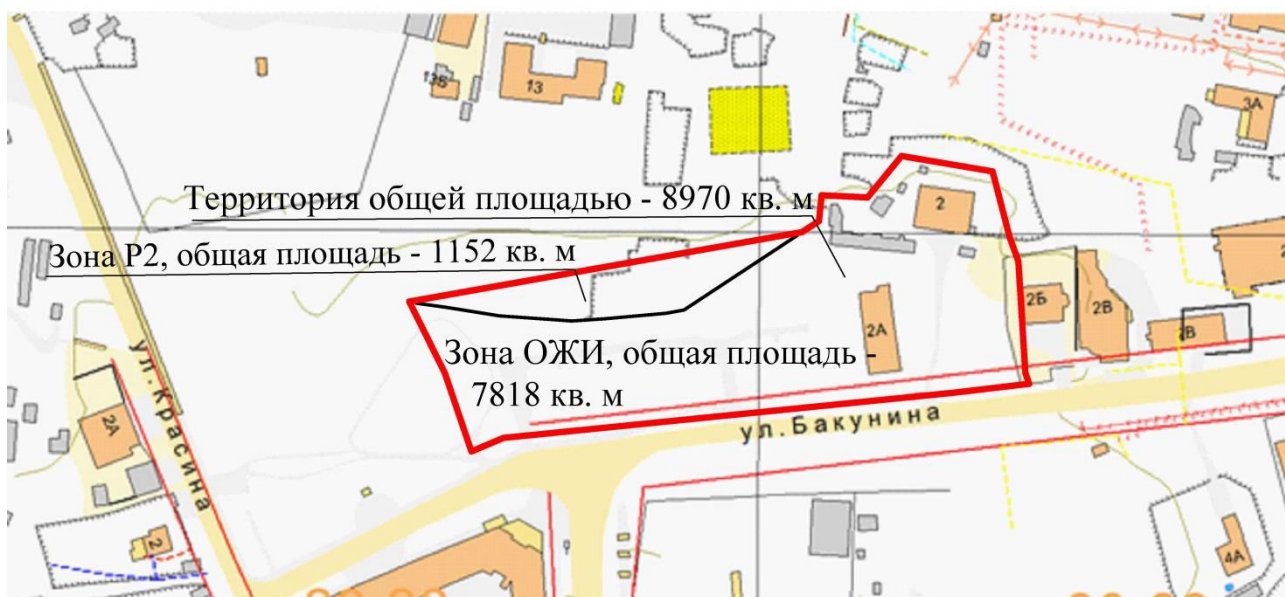 13Б
13
3А
Территория общей площадью - 8970 кв. м
2
Зона Р2, общая площадь - 1152 кв. м
2Б
2В
2А
2В
Зона ОЖИ, общая площадь -
7818 кв. м
ул.Красина
2А
ул.Бакунина
2
4А